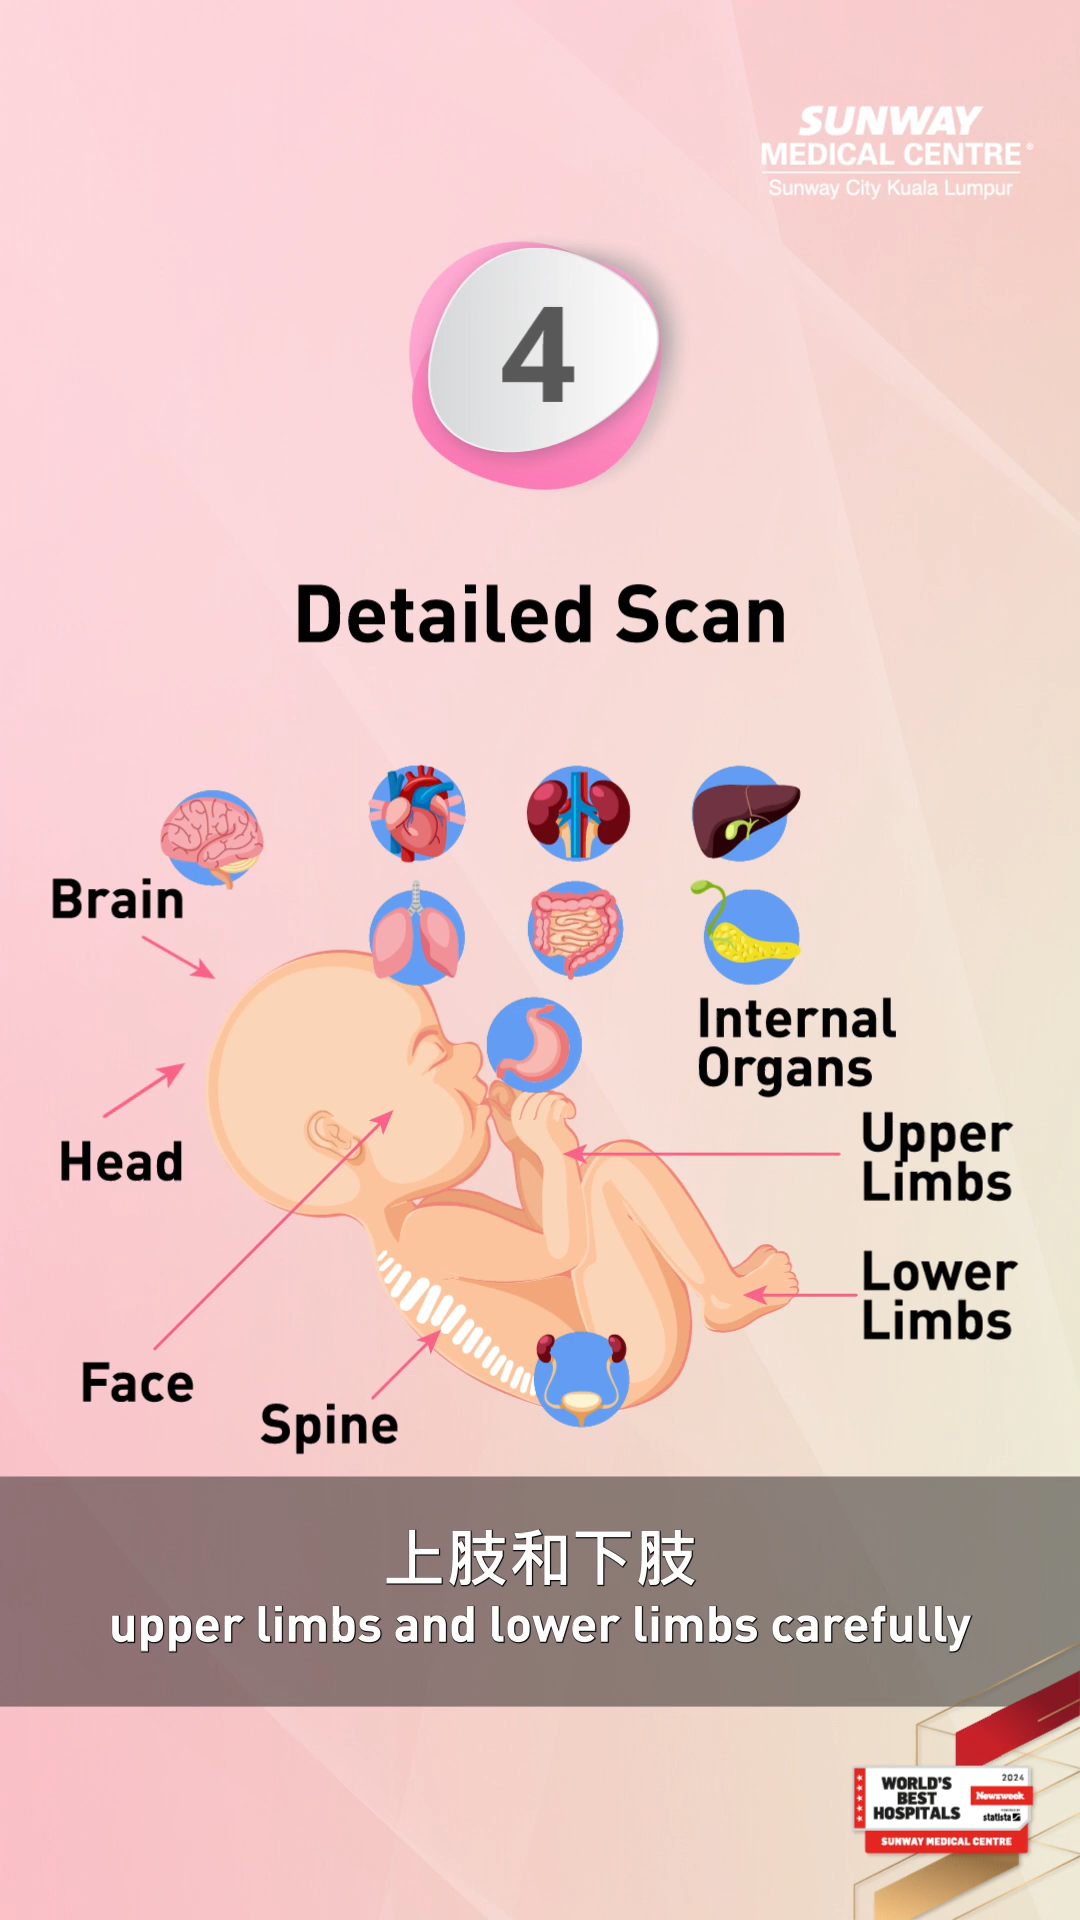 SUNWAY
MEDICAL CENTRE®
Sunway City Kuala Lumpur
4
Detailed Scan
Brain
Internal
Organs
Head
Upper
Limbs
Lower
Limbs
Face
Spine
上肢和下肢
upper limbs and lower limbs carefully
WORLD'S
BEST
HOSPITALS
2024
Newsweek
POWERED BY
statista
SUNWAY MEDICAL CENTRE